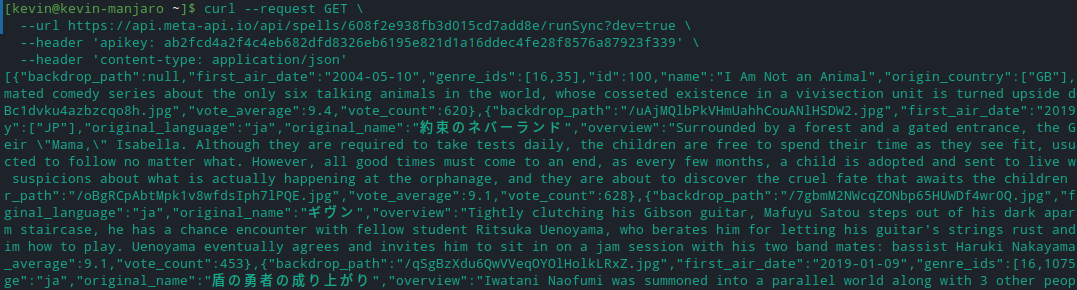 [kevin@kevin-manjaro ~]$ curl --request GET \
  --url https://api.meta-api.io/api/spells/608f2e938fb3d015cd7add8e/runSync?dev=true \
  --header 'apikey: ab2fcd4a2f4c4eb682dfd8326eb6195e821d1a16ddec4fe28f8576a87923f339' \
  --header 'content-type: application/json'
[{"backdrop_path":null,"first_air_date":"2004-05-10","genre_ids":[16,35],"id":100,"name":"I Am Not an Animal","origin_country":["GB"],
mated comedy series about the only six talking animals in the world, whose cosseted existence in a vivisection unit is turned upside d
Bc1dvku4azbzcqo8h.jpg","vote_average":9.4,"vote_count":620},{"backdrop_path":"/uAjMQlbPkVHmUahhCouANlHSDW2.jpg","first_air_date":"2019
y":["JP"],"original_language":"ja","original_name":"約束のネバーランド","overview":"Surrounded by a forest and a gated entrance, the G
eir \"Mama,\" Isabella. Although they are required to take tests daily, the children are free to spend their time as they see fit, usu
cted to follow no matter what. However, all good times must come to an end, as every few months, a child is adopted and sent to live w
 suspicions about what is actually happening at the orphanage, and they are about to discover the cruel fate that awaits the children
r_path":"/oBgRCpAbtMpk1v8wfdsIph7lPQE.jpg","vote_average":9.1,"vote_count":628},{"backdrop_path":"/7gbmM2NWcqZONbp65HUWDf4wr0Q.jpg","f
ginal_language":"ja","original_name":"ギヴン","overview":"Tightly clutching his Gibson guitar, Mafuyu Satou steps out of his dark apar
m staircase, he has a chance encounter with fellow student Ritsuka Uenoyama, who berates him for letting his guitar's strings rust and
im how to play. Uenoyama eventually agrees and invites him to sit in on a jam session with his two band mates: bassist Haruki Nakayama
_average":9.1,"vote_count":453},{"backdrop_path":"/qSgBzXdu6QwVVeqOYOlHolkLRxZ.jpg","first_air_date":"2019-01-09","genre_ids":[16,1075
ge":"ja","original_name":"盾の勇者の成り上がり","overview":"Iwatani Naofumi was summoned into a parallel world along with 3 other peop